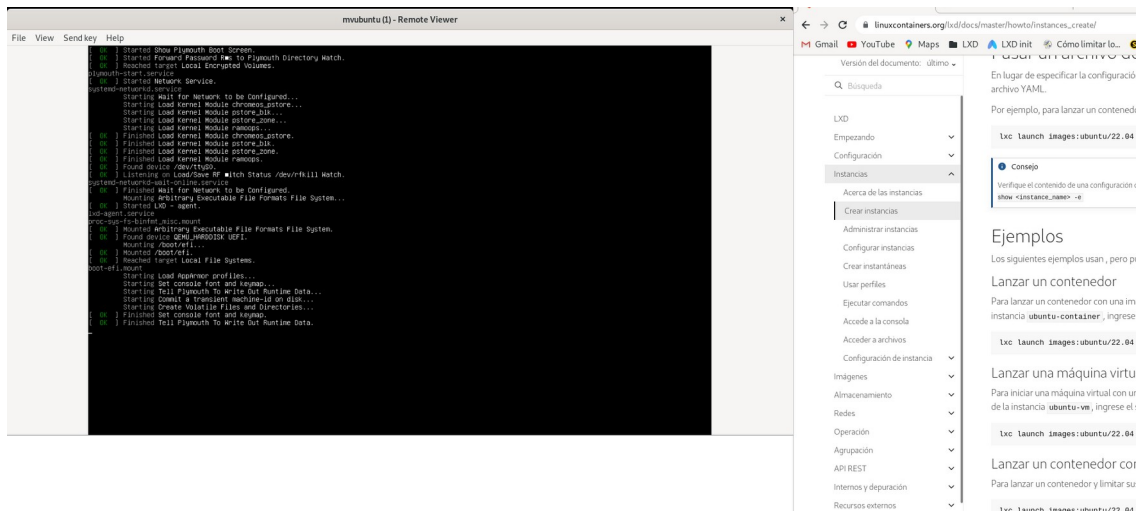 mvubuntu (1) - Remote Viewer
×
File View Send key Help
[ OK ] Started Show Plymouth Boot Screen.
[ OK ] Started Forward Password R■s to Plymouth Directory Watch.
[ OK ] Reached target Local Encrypted Volumes.
plymouth-start.service
[ OK ] Started Network Service.
systemd-networkd.service
Starting Wait for Network to be Configured...
Starting Load Kernel Module chromeos_pstore...
Starting Load Kernel Module pstore_blk...
Starting Load Kernel Module pstore_zone...
Starting Load Kernel Module ramoops...
[ OK ] Finished Load Kernel Module chromeos_pstore.
[ OK ] Finished Load Kernel Module pstore_blk.
[ OK ] Finished Load Kernel Module pstore_zone.
[ OK ] Finished Load Kernel Module ramoops.
[ OK ] Found device /dev/ttyS0.
[ OK ] Listening on Load/Save RF ■itch Status /dev/rfkill Watch.
systemd-networkd-wait-online.service
[ OK ] Finished Wait for Network to be Configured.
Mounting Arbitrary Executable File Formats File System...
[ OK ] Started LXD - agent.
lxd-agent.service
proc-sys-fs-binfmt_misc.mount
[ OK ] Mounted Arbitrary Executable File Formats File System.
[ OK ] Found device QEMU_HARDDISK UEFI.
Mounting /boot/efi...
[ OK ] Mounted /boot/efi.
[ OK ] Reached target Local File Systems.
boot-efi.mount
Starting Load AppArmor profiles...
Starting Set console font and keymap...
Starting Tell Plymouth To Write Out Runtime Data...
Starting Commit a transient machine-id on disk...
Starting Create Volatile Files and Directories...
[ OK ] Finished Set console font and keymap.
[ OK ] Finished Tell Plymouth To Write Out Runtime Data.
linuxcontainers.org/lxd/docs/master/howto/instances_create/
Gmail YouTube Maps LXD LXD init Cómo limitar lo...
Versión del documento: último
Búsqueda
LXD
Empezando
Configuración
Instancias
Acerca de las instancias
Crear instancias
Administrar instancias
Configurar instancias
Crear instantáneas
Usar perfiles
Ejecutar comandos
Accede a la consola
Acceder a archivos
Configuración de instancia
Imágenes
Almacenamiento
Redes
Operación
Agrupación
API REST
Internos y depuración
Recursos externos
Pasar un archivo de
En lugar de especificar la configuració
archivo YAML.
Por ejemplo, para lanzar un contened
lxc launch images:ubuntu/22.04
Consejo
Verifique el contenido de una configuración
show <instance_name> -e
Ejemplos
Los siguientes ejemplos usan , pero p
Lanzar un contenedor
Para lanzar un contenedor con una im
instancia ubuntu-container , ingrese
lxc launch images:ubuntu/22.04
Lanzar una máquina virtu
Para iniciar una máquina virtual con u
de la instancia ubuntu-vm , ingrese el
lxc launch images:ubuntu/22.04
Lanzar un contenedor co
Para lanzar un contenedor y limitar su
lxc launch images:ubuntu/22.04